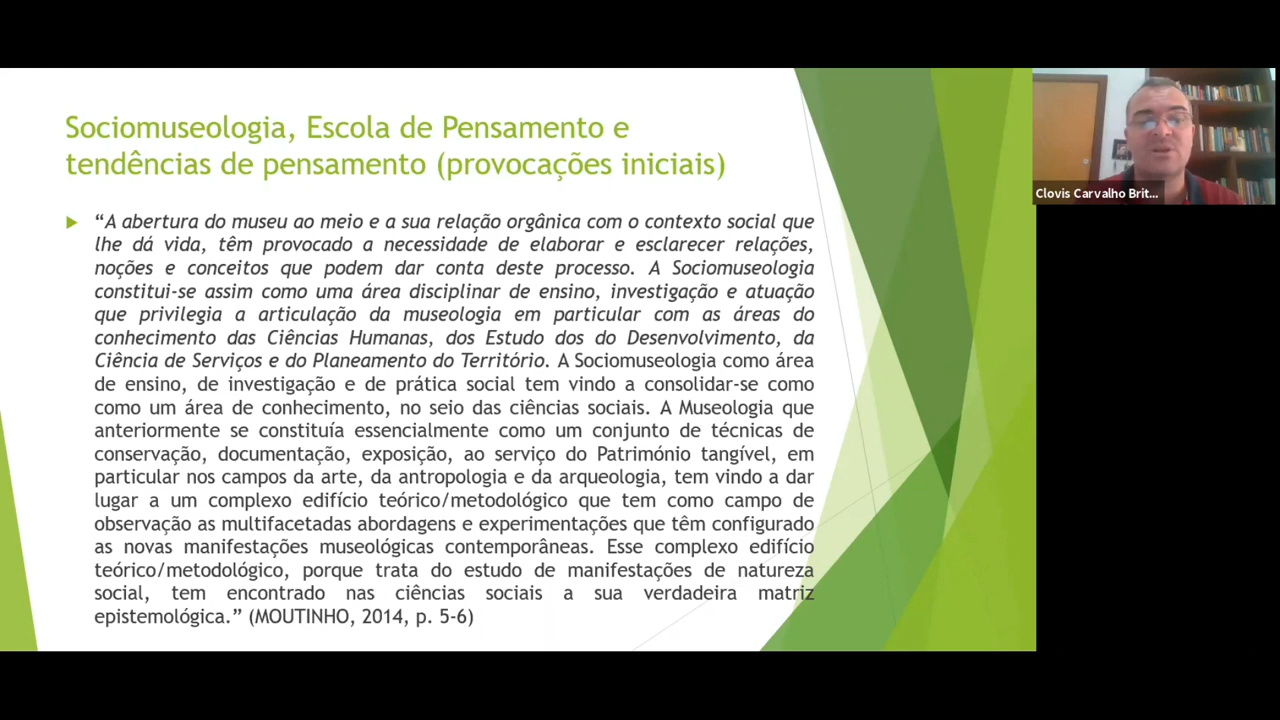 Sociomuseologia, Escola de Pensamento e
tendências de pensamento (provocações iniciais)
“A abertura do museu ao meio e a sua relação orgânica com o contexto social que
lhe dá vida, têm provocado a necessidade de elaborar e esclarecer relações,
noções e conceitos que podem dar conta deste processo. A Sociomuseologia
constitui-se assim como uma área disciplinar de ensino, investigação e atuação
que privilegia a articulação da museologia em particular com as áreas do
conhecimento das Ciências Humanas, dos Estudo dos do Desenvolvimento, da
Ciência de Serviços e do Planeamento do Território. A Sociomuseologia como área
de ensino, de investigação e de prática social tem vindo a consolidar-se como
como um área de conhecimento, no seio das ciências sociais. A Museologia que
anteriormente se constituía essencialmente como um conjunto de técnicas de
conservação, documentação, exposição, ao serviço do Património tangível, em
particular nos campos da arte, da antropologia e da arqueologia, tem vindo a dar
lugar a um complexo edifício teórico/metodológico que tem como campo de
observação as multifacetadas abordagens e experimentações que têm configurado
as novas manifestações museológicas contemporâneas. Esse complexo edifício
teórico/metodológico, porque trata do estudo de manifestações de natureza
social, tem encontrado nas ciências sociais a sua verdadeira matriz
epistemológica.” (MOUTINHO, 2014, p. 5-6)
Clovis Carvalho Brit...